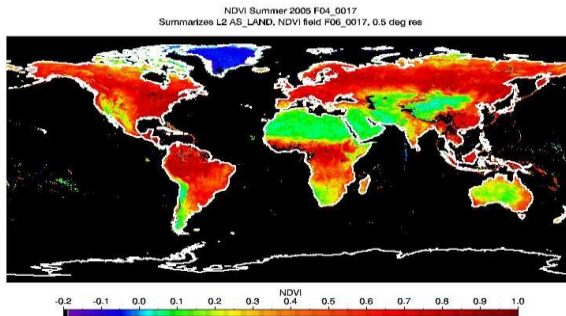 NDVI Summer 2005 F04_0017
Summarizes L2 AS_LAND, NDVI field F06_0017, 0.5 deg res
NDVI
-0.2 -0.1 0.0 0.1 0.2 0.3 0.4 0.5 0.6 0.7 0.8 0.9 1.0